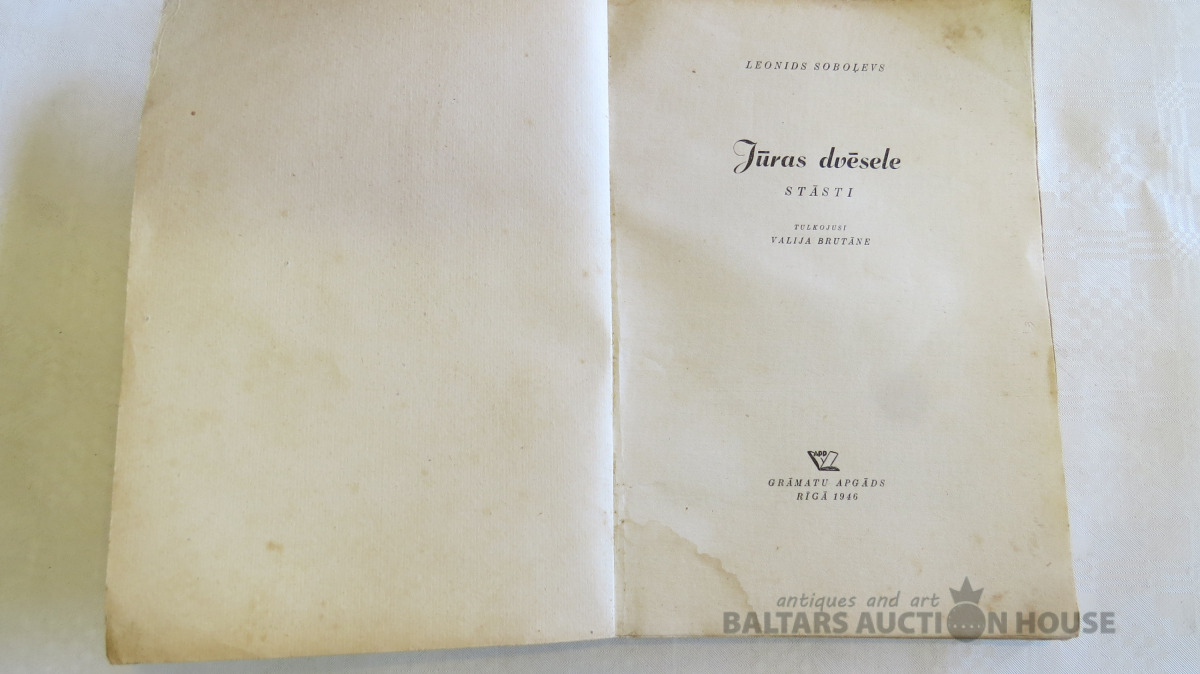 LEONIDS SOBOĻEVS
Jūras dvēsele
STĀSTI
TULKOJUSI
VALIJA BRUTĀNE
GRĀMATU APGĀDS
RĪGĀ 1946
antiques and art
BALTARS AUCTION HOUSE